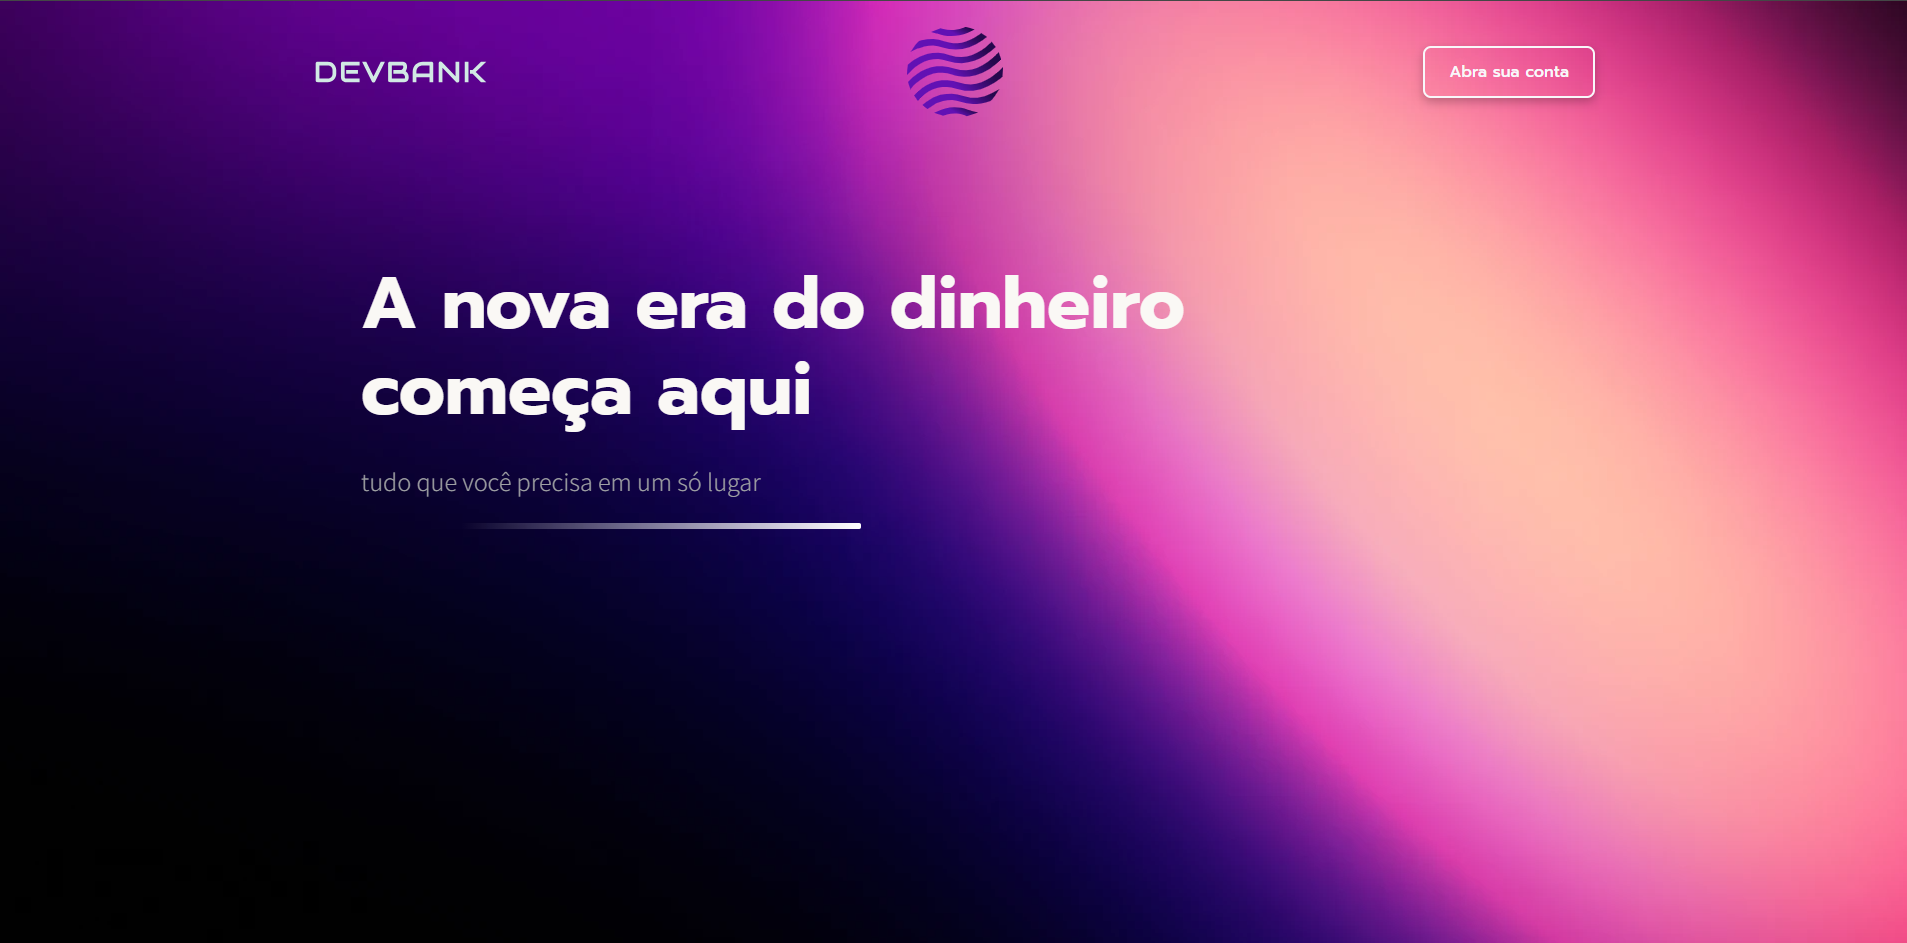 DEVBANK
Abra sua conta
A nova era do dinheiro
começa aqui
tudo que você precisa em um só lugar